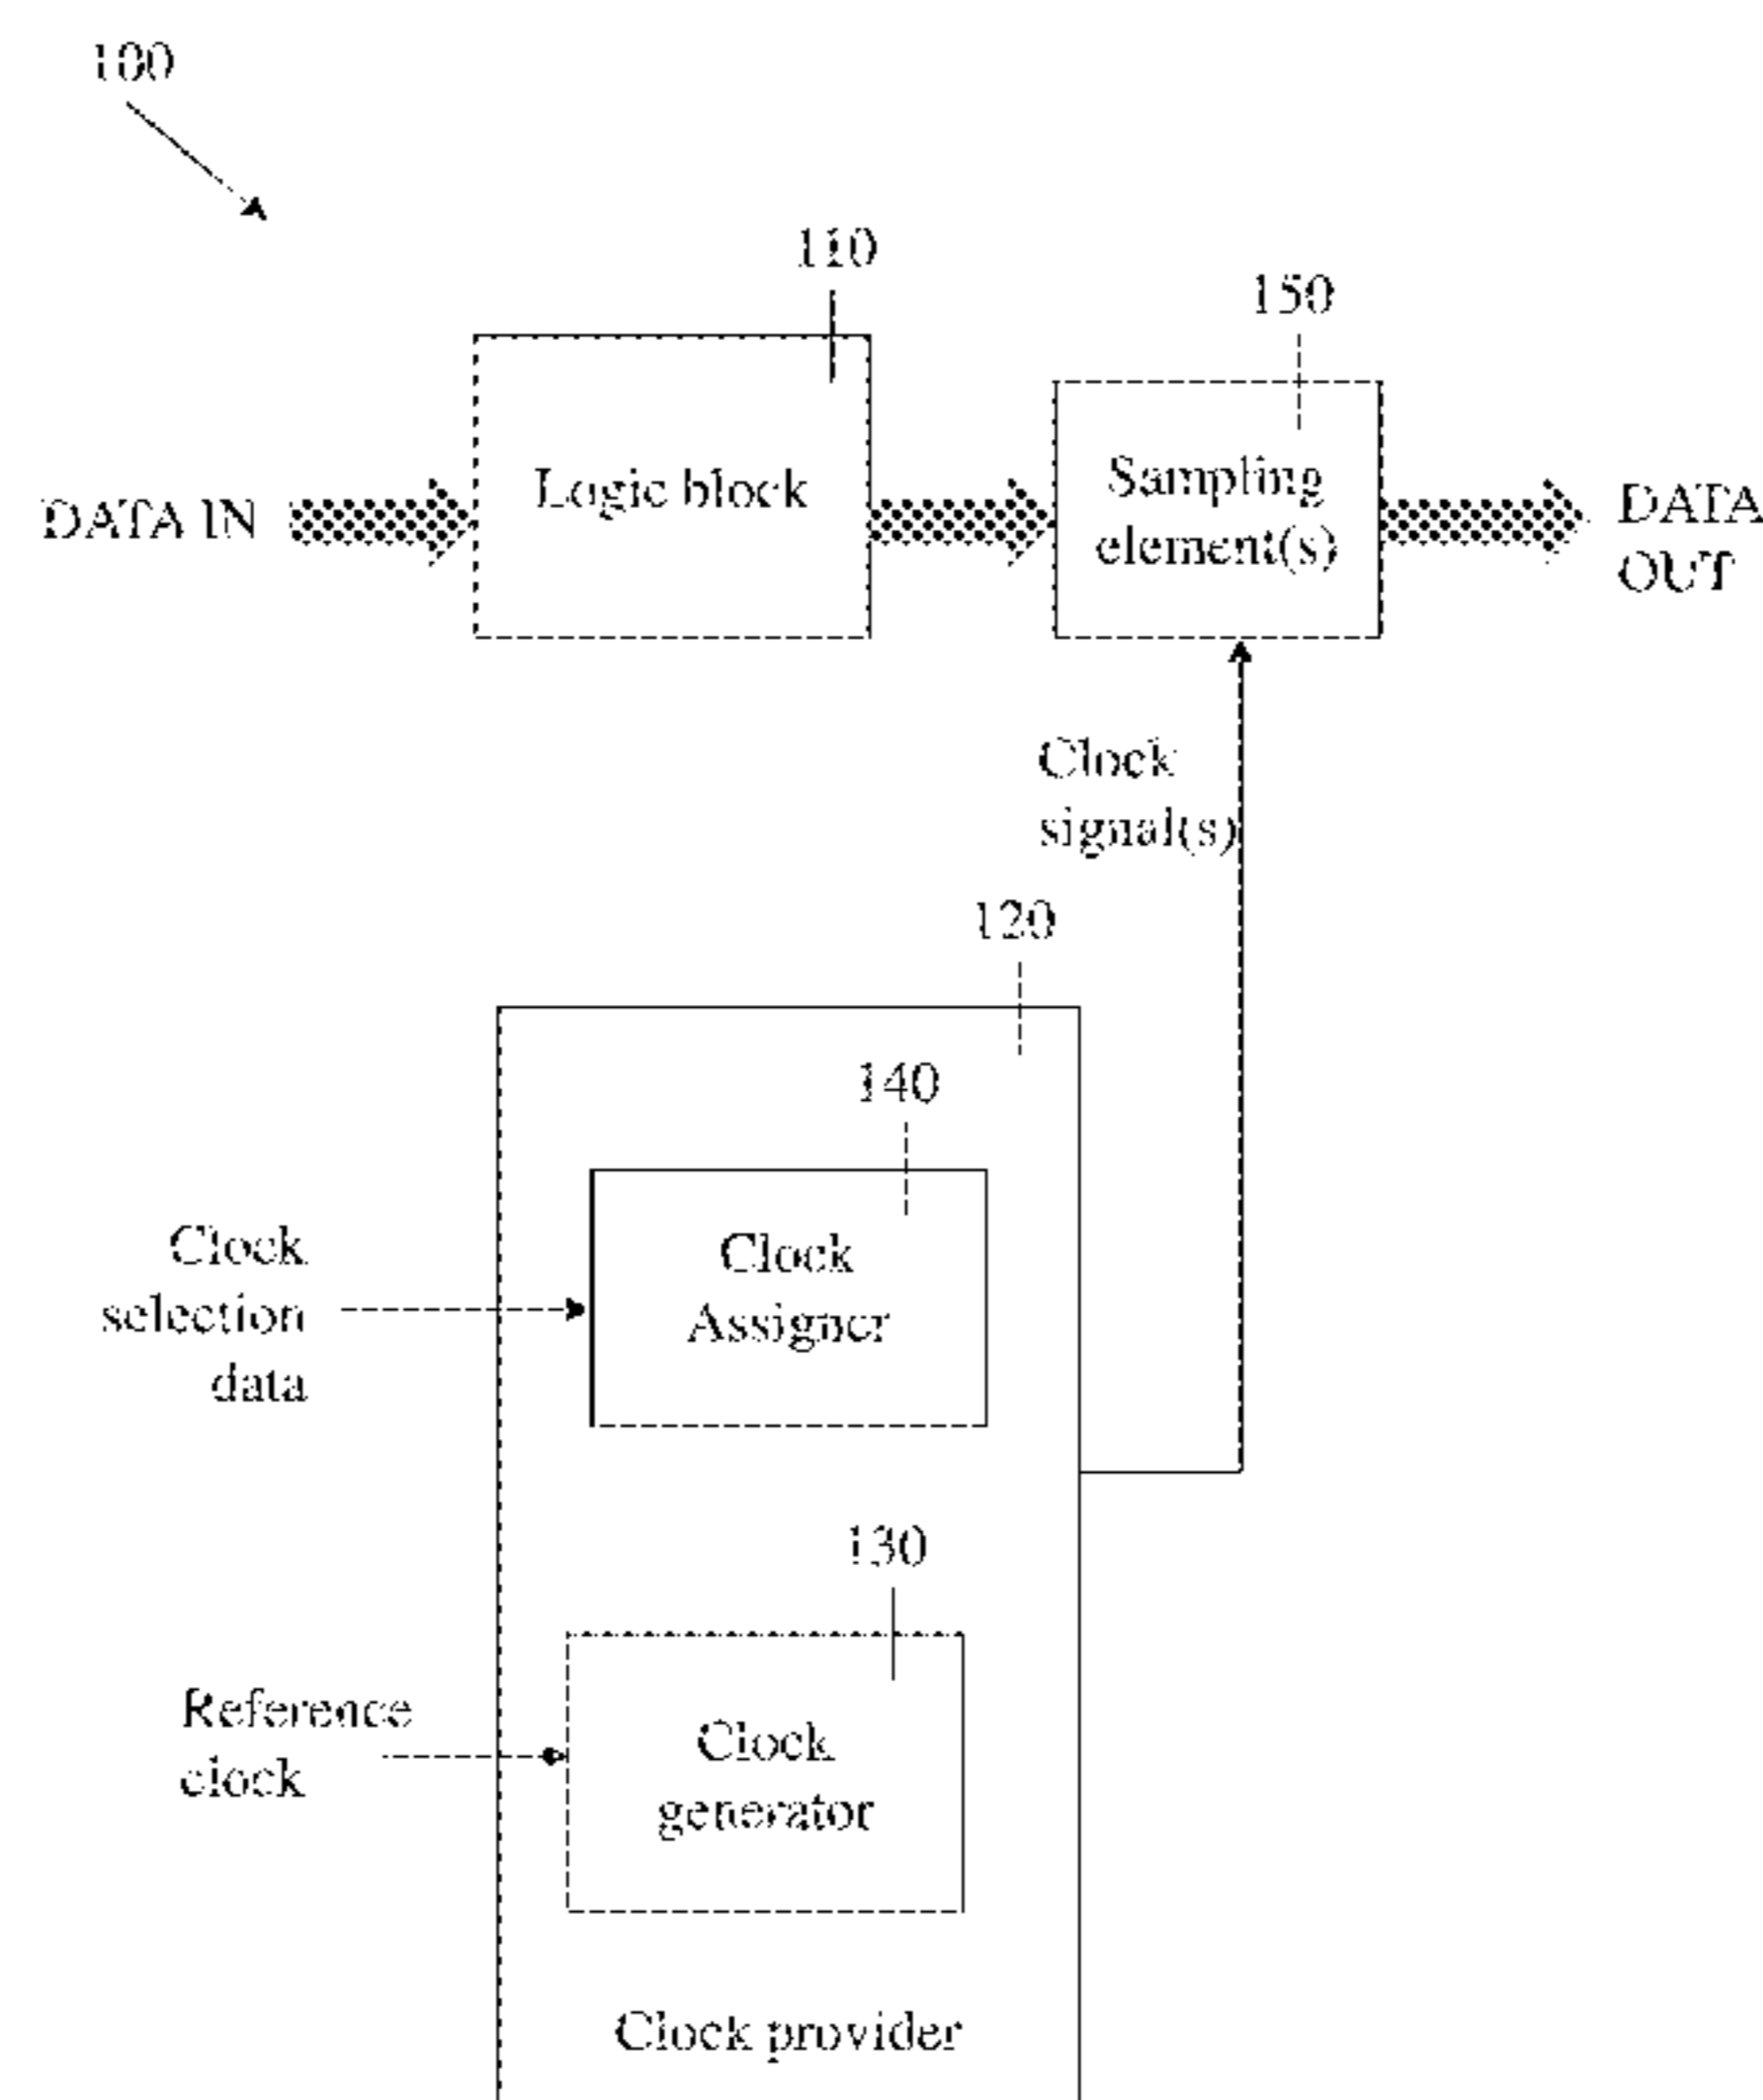 100
110
150
Logic block
Sampling
element(s)
DATA IN
DATA
OUT
Clock
signal(s)
120
140
Clock
selection
data
Clock
Assigner
130
Reference
clock
Clock
generator
Clock provider